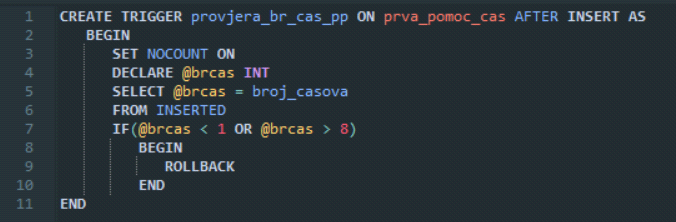 1 CREATE TRIGGER provjera_br_cas_pp ON prva_pomoc_cas AFTER INSERT AS
2 BEGIN
3 SET NOCOUNT ON
4 DECLARE @brcas INT
5 SELECT @brcas = broj_casova
6 FROM INSERTED
7 IF(@brcas < 1 OR @brcas > 8)
8 BEGIN
9 ROLLBACK
10 END
11 END